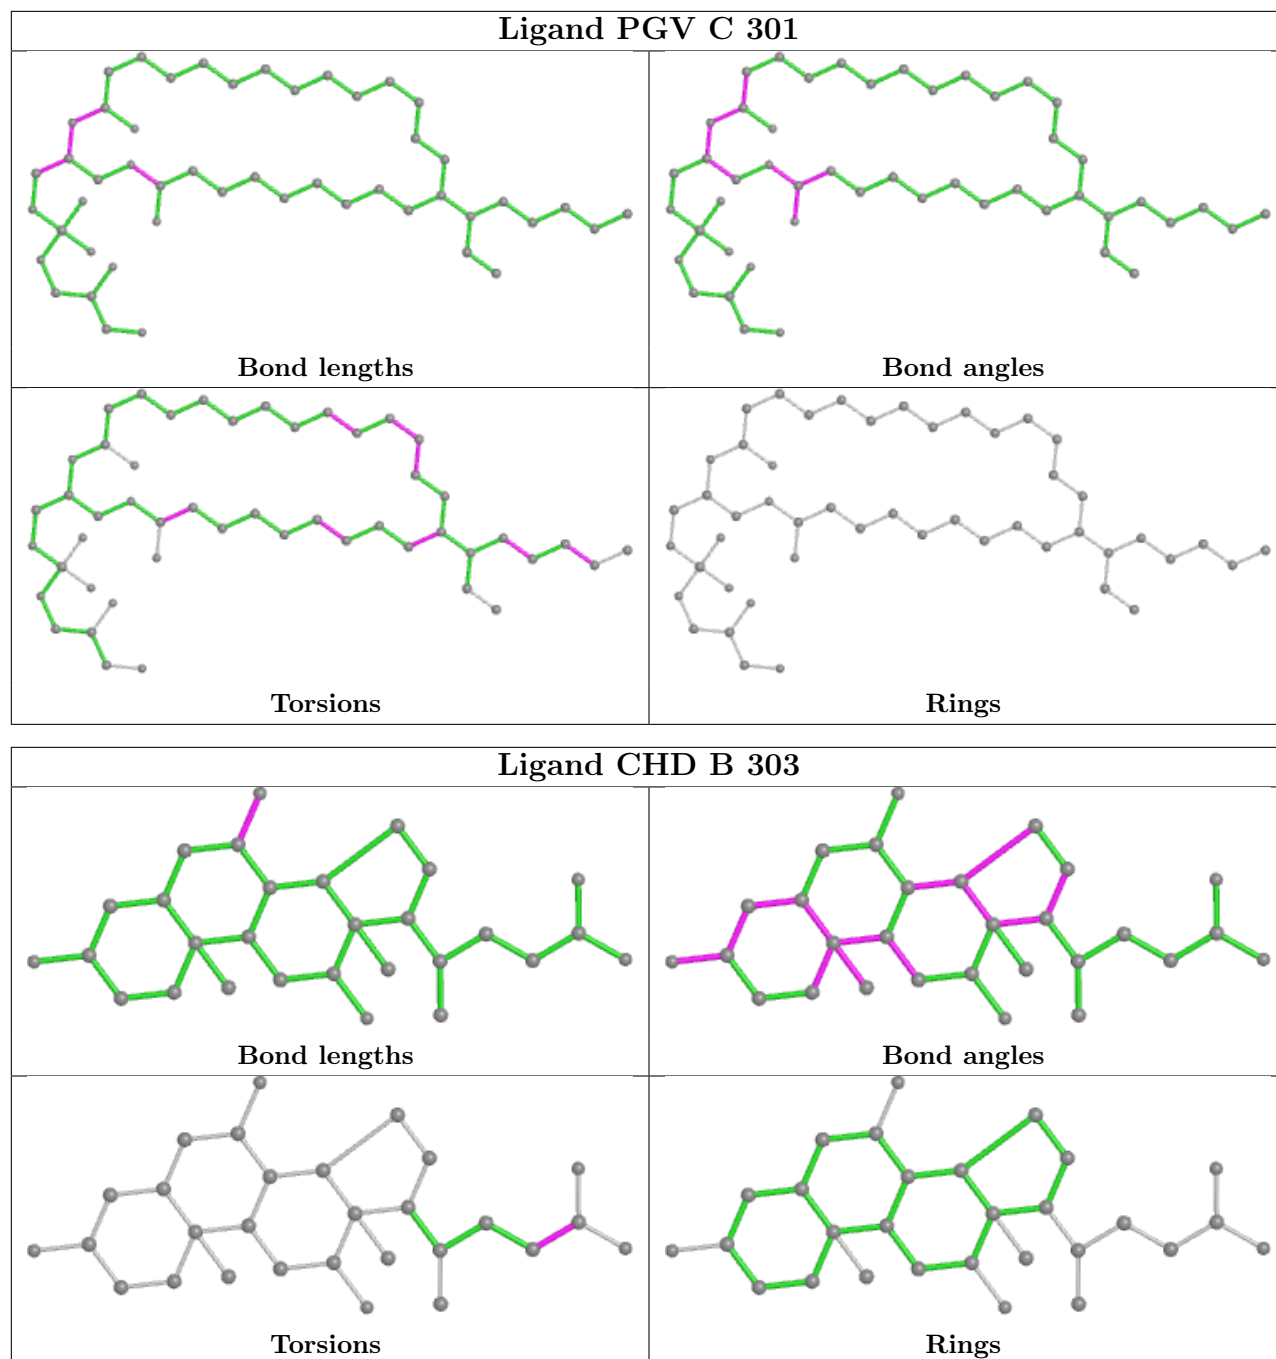 Ligand PGV C 301
Bond lengths
Bond angles
Torsions
Rings
Ligand CHD B 303
Bond lengths
Bond angles
Torsions
Rings